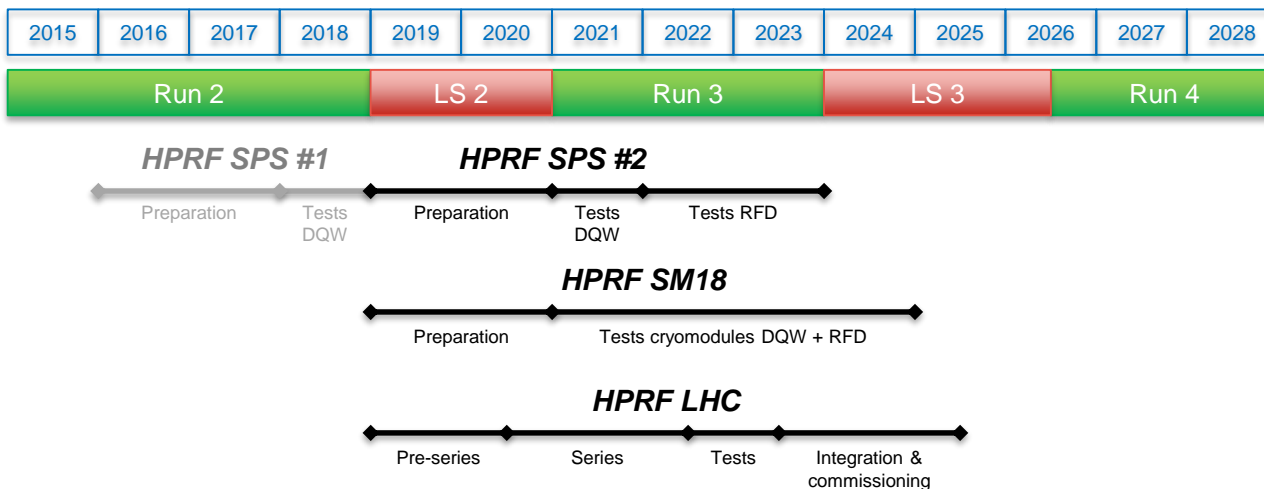 2015 2016 2017 2018 2019 2020 2021 2022 2023 2024 2025 2026 2027 2028
Run 2 LS 2 Run 3 LS 3 Run 4
HPRF SPS #1 HPRF SPS #2
Preparation Tests Preparation Tests Tests RFD
DQW DQW
HPRF SM18
Preparation Tests cryomodules DQW + RFD
HPRF LHC
Pre-series Series Tests Integration &
commissioning